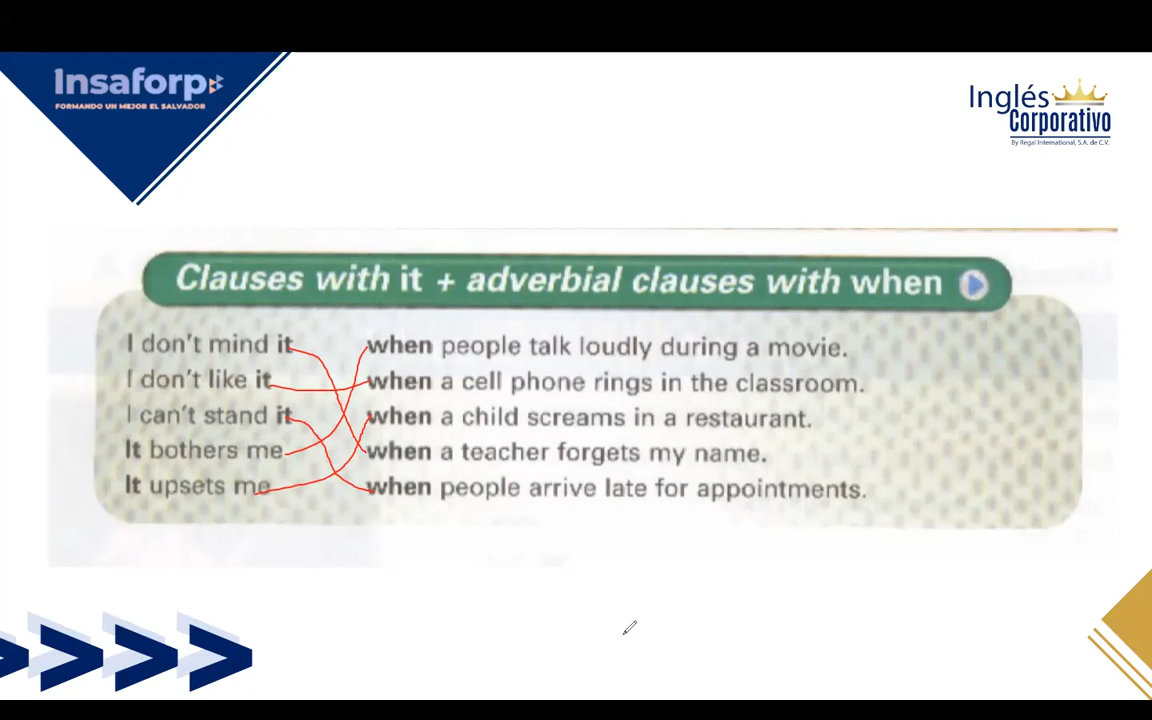 Insaforp
FORMANDO UN MEJOR EL SALVADOR
Inglés
Corporativo
By Regal International, S.A. de C.V.
Clauses with it + adverbial clauses with when
I don't mind it when people talk loudly during a movie.
I don't like it when a cell phone rings in the classroom.
I can't stand it when a child screams in a restaurant.
It bothers me when a teacher forgets my name.
It upsets me when people arrive late for appointments.